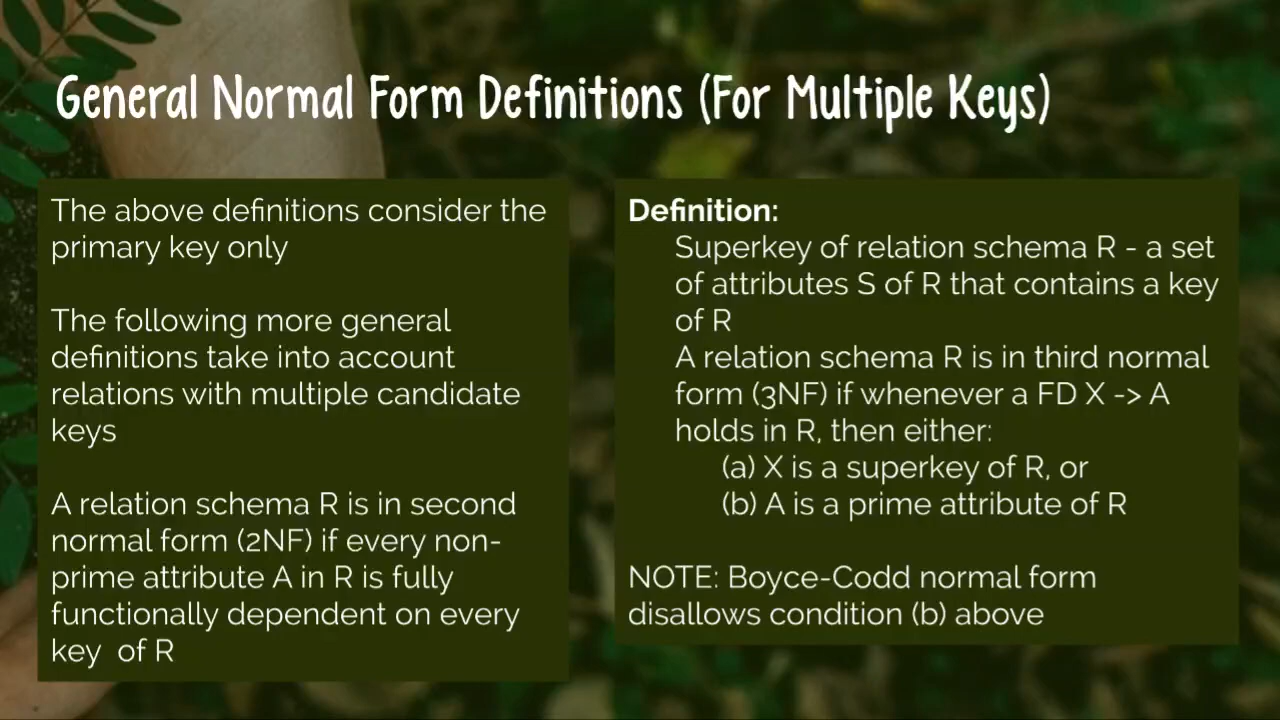 General Normal Form Definitions (For Multiple Keys)
The above definitions consider the
primary key only
The following more general
definitions take into account
relations with multiple candidate
keys
A relation schema R is in second
normal form (2NF) if every non-
prime attribute A in R is fully
functionally dependent on every
key of R
Definition:
Superkey of relation schema R - a set
of attributes S of R that contains a key
of R
A relation schema R is in third normal
form (3NF) if whenever a FD X -> A
holds in R, then either:
(a) X is a superkey of R, or
(b) A is a prime attribute of R
NOTE: Boyce-Codd normal form
disallows condition (b) above